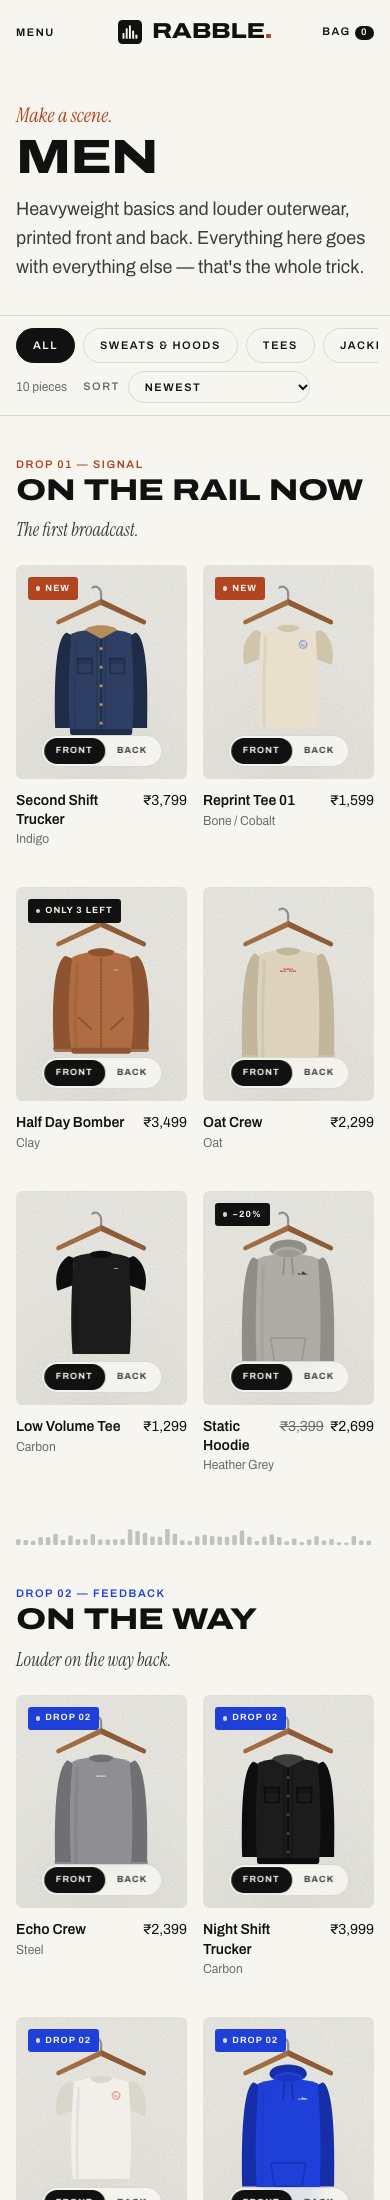 MENU
RABBLE.
BAG 0
Make a scene.
MEN
Heavyweight basics and louder outerwear,
printed front and back. Everything here goes
with everything else — that's the whole trick.
ALL
SWEATS & HOODS
TEES
10 pieces
SORT
NEWEST
DROP 01 — SIGNAL
ON THE RAIL NOW
The first broadcast.
NEW
NEW
FRONT BACK
FRONT BACK
Second Shift
Trucker
₹3,799
Indigo
Reprint Tee 01
₹1,599
Bone / Cobalt
ONLY 3 LEFT
FRONT BACK
FRONT BACK
Half Day Bomber
₹3,499
Clay
Oat Crew
₹2,299
Oat
−20%
FRONT BACK
FRONT BACK
Low Volume Tee
₹1,299
Carbon
Static
Hoodie
₹3,399 ₹2,699
Heather Grey
DROP 02 — FEEDBACK
ON THE WAY
Louder on the way back.
DROP 02
DROP 02
FRONT BACK
FRONT BACK
Echo Crew
₹2,399
Steel
Night Shift
Trucker
₹3,999
Carbon
DROP 02
DROP 02
FRONT BACK
FRONT BACK